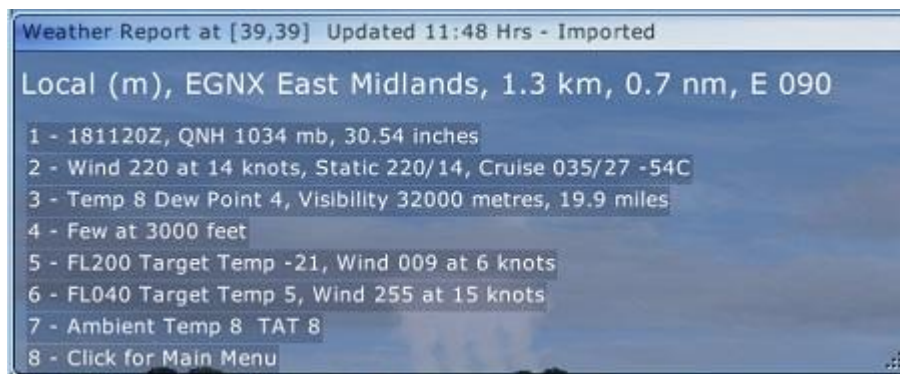 Weather Report at [39,39] Updated 11:48 Hrs - Imported
Local (m), EGNX East Midlands, 1.3 km, 0.7 nm, E 090
1 - 181120Z, QNH 1034 mb, 30.54 inches
2 - Wind 220 at 14 knots, Static 220/14, Cruise 035/27 -54C
3 - Temp 8 Dew Point 4, Visibility 32000 metres, 19.9 miles
4 - Few at 3000 feet
5 - FL200 Target Temp -21, Wind 009 at 6 knots
6 - FL040 Target Temp 5, Wind 255 at 15 knots
7 - Ambient Temp 8 TAT 8
8 - Click for Main Menu